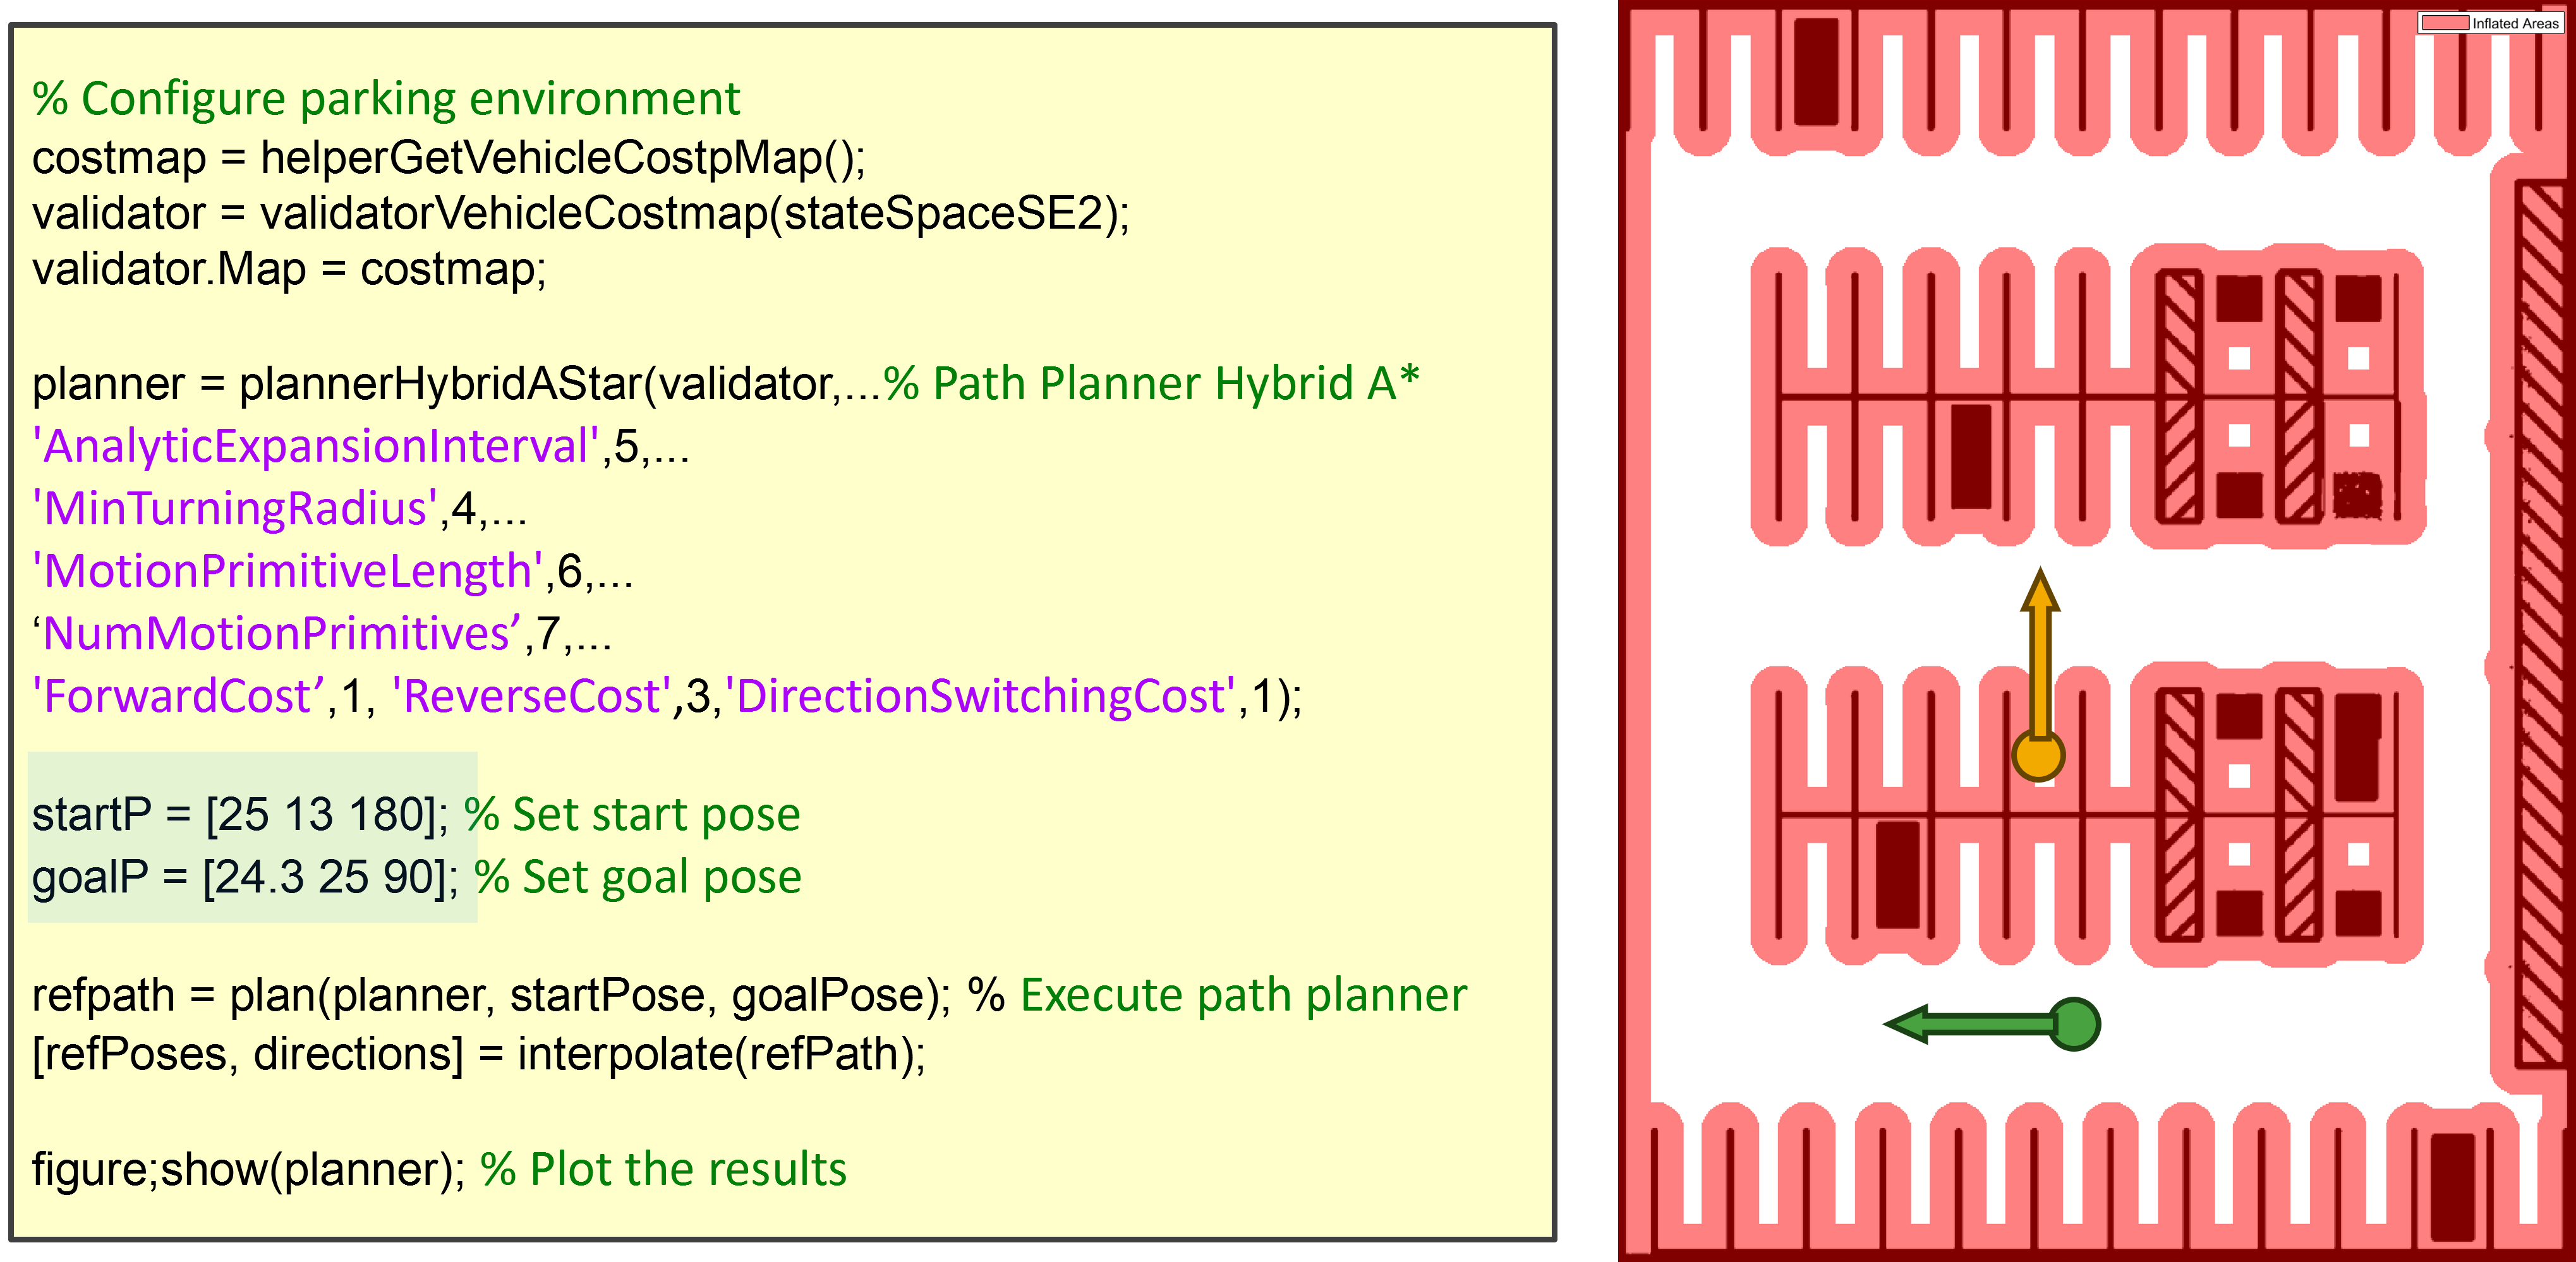 % Configure parking environment
costmap = helperGetVehicleCostpMap();
validator = validatorVehicleCostmap(stateSpaceSE2);
validator.Map = costmap;
planner = plannerHybridAStar(validator,...% Path Planner Hybrid A*
'AnalyticExpansionInterval',5,...
'MinTurningRadius',4,...
'MotionPrimitiveLength',6,...
‘NumMotionPrimitives’,7,...
'ForwardCost’,1, 'ReverseCost',3,'DirectionSwitchingCost',1);
startP = [25 13 180]; % Set start pose
goalP = [24.3 25 90]; % Set goal pose
refpath = plan(planner, startPose, goalPose); % Execute path planner
[refPoses, directions] = interpolate(refPath);
figure;show(planner); % Plot the results
Inflated Areas